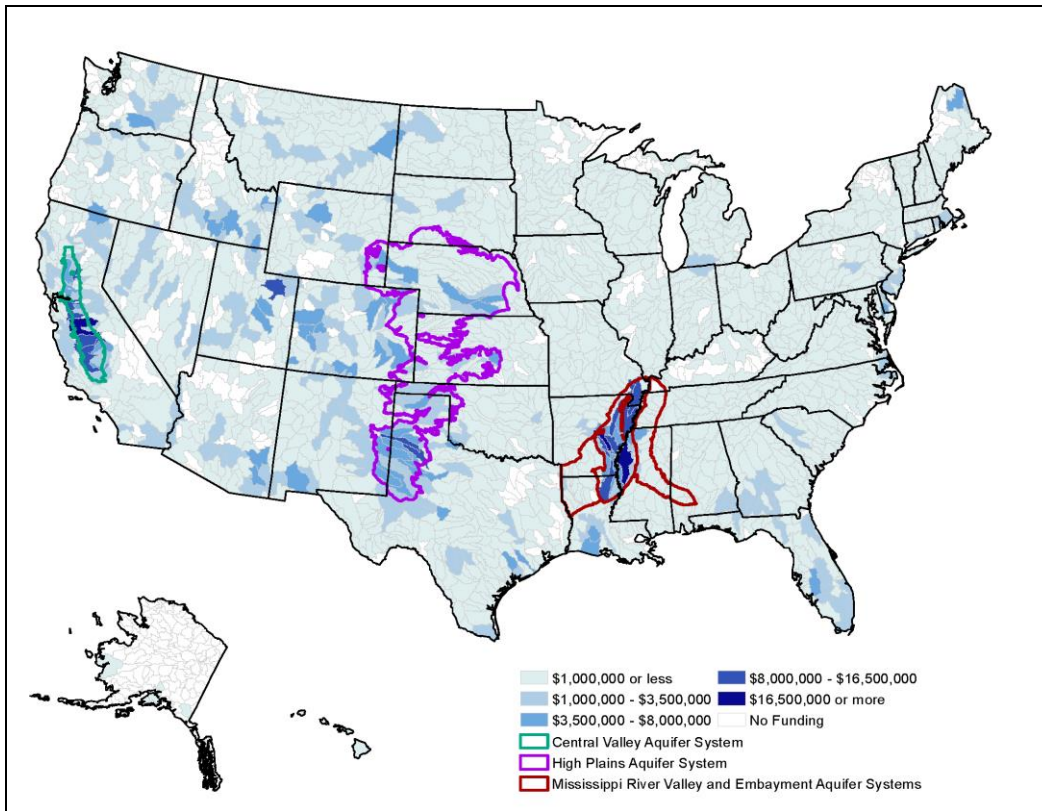 $1,000,000 or less
$1,000,000 - $3,500,000
$3,500,000 - $8,000,000
$8,000,000 - $16,500,000
$16,500,000 or more
No Funding
Central Valley Aquifer System
High Plains Aquifer System
Mississippi River Valley and Embayment Aquifer Systems